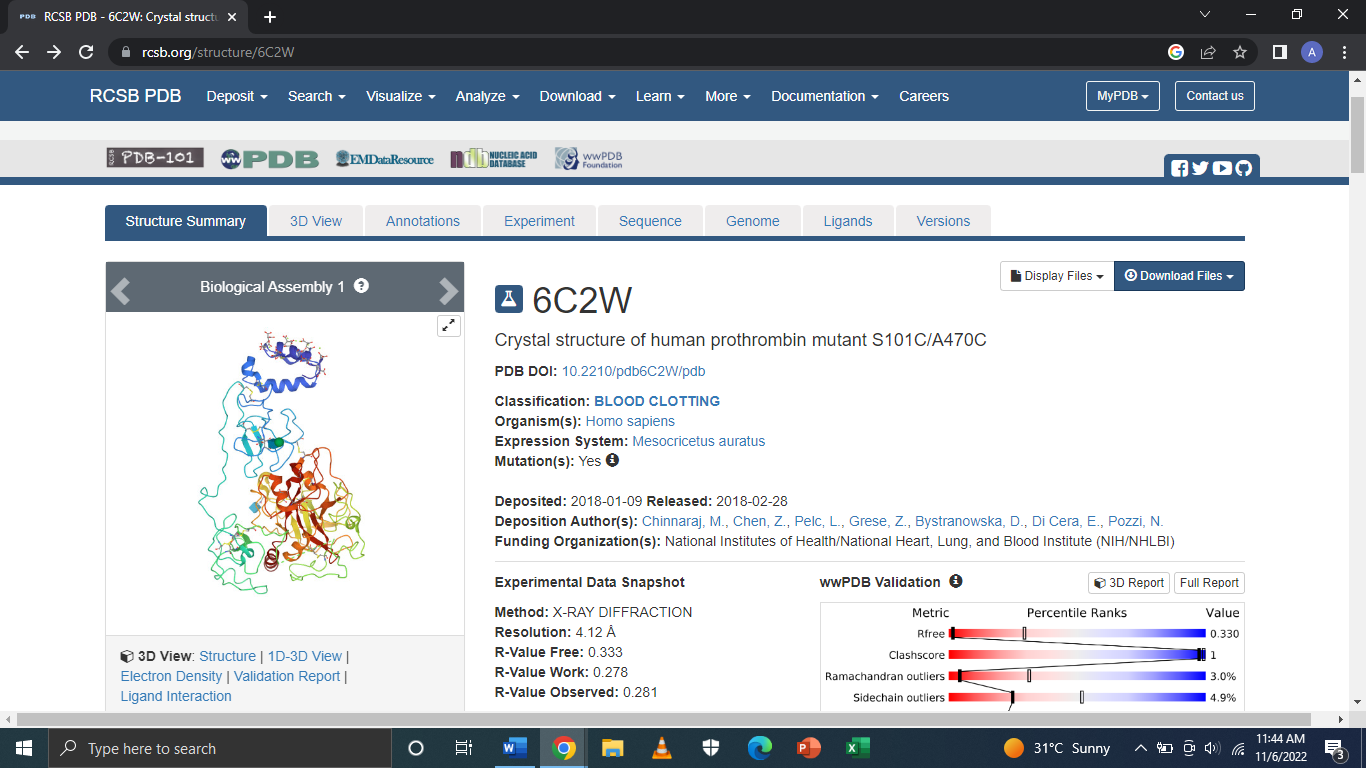 PDB RCSB PDB - 6C2W: Crystal structu
rcsb.org/structure/6C2W
A
RCSB PDB Deposit Search Visualize Analyze Download Learn More Documentation Careers MyPDB Contact us
RCSB PDB-101 wwPDB EMDataResource ndb NUCLEIC ACID DATABASE wwPDB Foundation
Structure Summary 3D View Annotations Experiment Sequence Genome Ligands Versions
Biological Assembly 1 ?
Display Files Download Files
6C2W
Crystal structure of human prothrombin mutant S101C/A470C
PDB DOI: 10.2210/pdb6C2W/pdb
Classification: BLOOD CLOTTING
Organism(s): Homo sapiens
Expression System: Mesocricetus auratus
Mutation(s): Yes
Deposited: 2018-01-09 Released: 2018-02-28
Deposition Author(s): Chinnaraj, M., Chen, Z., Pelc, L., Grese, Z., Bystranowska, D., Di Cera, E., Pozzi, N.
Funding Organization(s): National Institutes of Health/National Heart, Lung, and Blood Institute (NIH/NHLBI)
3D View: Structure | 1D-3D View |
Electron Density | Validation Report |
Ligand Interaction
Experimental Data Snapshot
Method: X-RAY DIFFRACTION
Resolution: 4.12 Å
R-Value Free: 0.333
R-Value Work: 0.278
R-Value Observed: 0.281
wwPDB Validation 3D Report Full Report
Metric Percentile Ranks Value
Rfree 0.330
Clashscore 1
Ramachandran outliers 3.0%
Sidechain outliers 4.9%
Type here to search
31°C Sunny
11:44 AM
11/6/2022
3